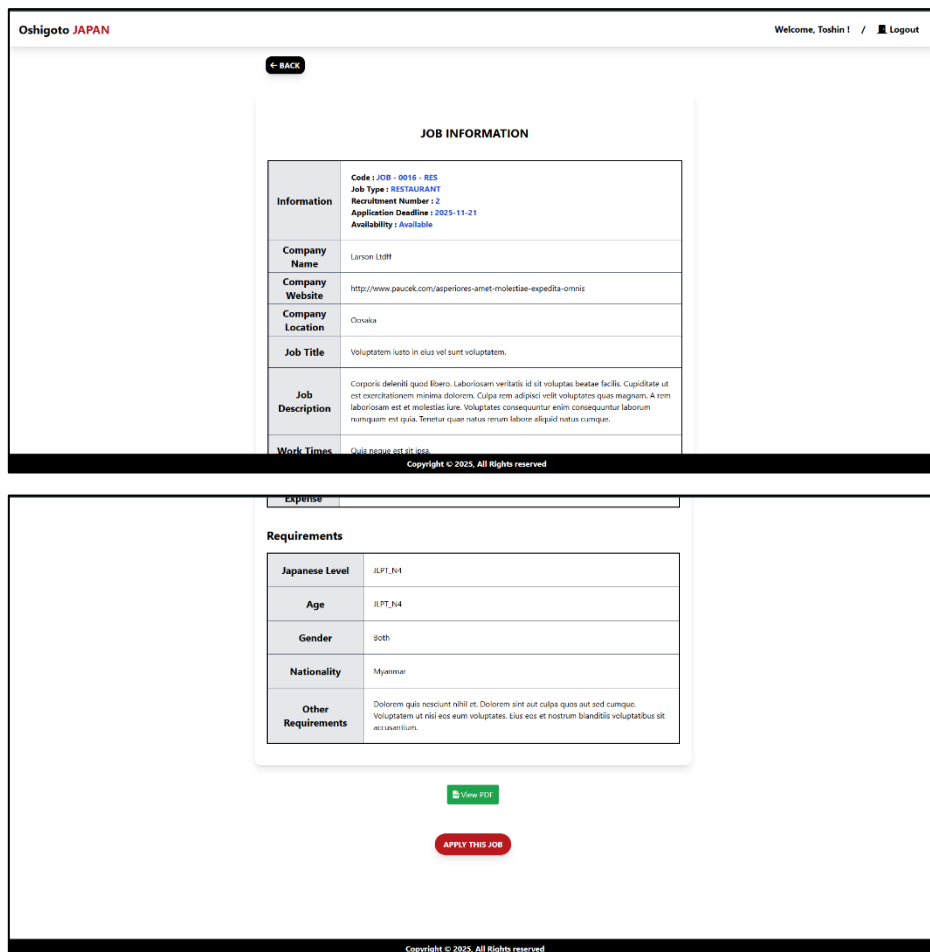 Oshigoto JAPAN
Welcome, Toshin ! / Logout
← BACK
JOB INFORMATION
Information
Code : JOB - 0016 - RES
Job Type : RESTAURANT
Recruitment Number : 2
Application Deadline : 2025-11-21
Availability : Available
Company
Name
Larson Ltdff
Company
Website
http://www.paucek.com/asperiores-amet-molestiae-expedita-omnis
Company
Location
Oosaka
Job Title
Voluptatem iusto in eius vel sunt voluptatem.
Job
Description
Corporis deleniti quod libero. Laboriosam veritatis id sit voluptas beatae facilis. Cupiditate ut
est exercitationem minima dolorem. Culpa rem adipisci velit voluptates quas magnam. A rem
laboriosam est et molestias iure. Voluptates consequuntur enim consequuntur laborum
numquam est quia. Tenetur quae natus rerum labore aliquid natus cumque.
Work Times
Quia neque est sit ipsa.
Copyright © 2025, All Rights reserved
Expense
Requirements
Japanese Level
JLPT_N4
Age
JLPT_N4
Gender
Both
Nationality
Myanmar
Other
Requirements
Dolorem quis nesciunt nihil et. Dolorem sint aut culpa quos aut sed cumque.
Voluptatem ut nisi eos eum voluptates. Eius eos et nostrum blanditiis voluptatibus sit
accusantium.
View PDF
APPLY THIS JOB
Copyright © 2025, All Rights reserved